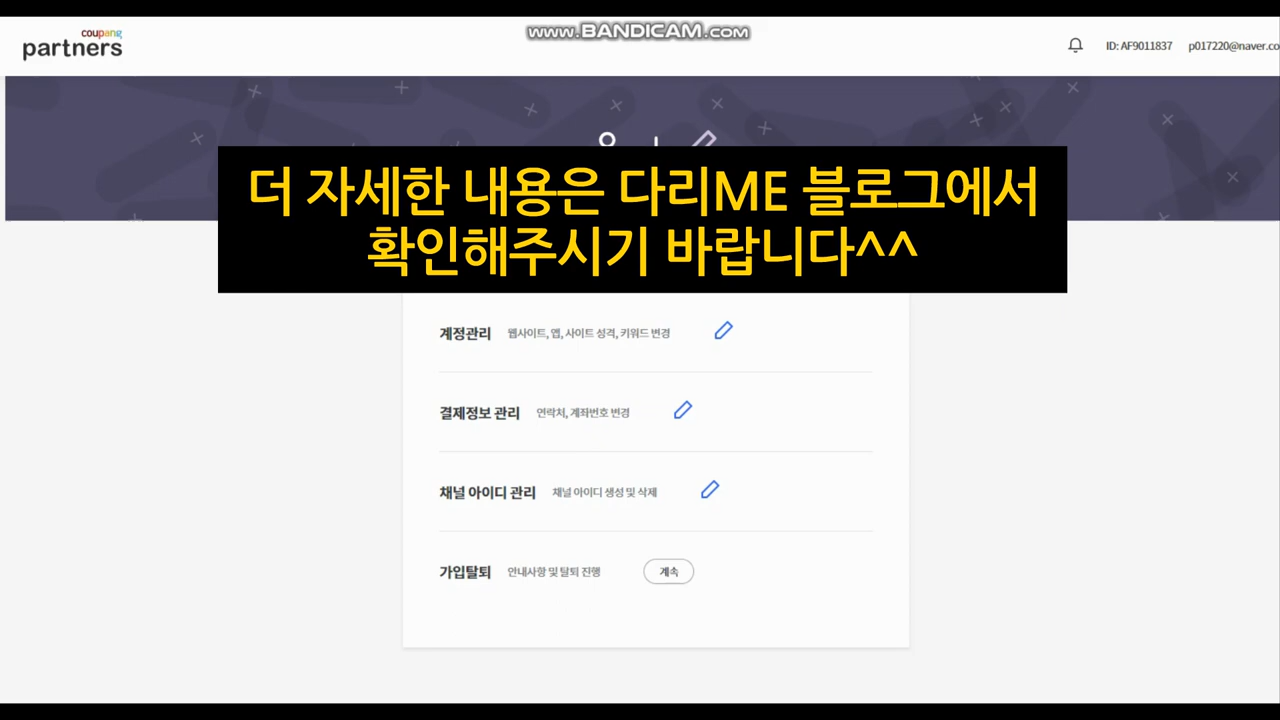 coupang
partners
www.BANDICAM.com
ID: AF9011837
p017220@naver.co
더 자세한 내용은 다리ME 블로그에서
확인해주시기 바랍니다^^
계정관리 웹사이트, 앱, 사이트 성격, 키워드 변경
결제정보 관리 연락처, 계좌번호 변경
채널 아이디 관리 채널 아이디 생성 및 삭제
가입탈퇴 안내사항 및 탈퇴 진행 계속